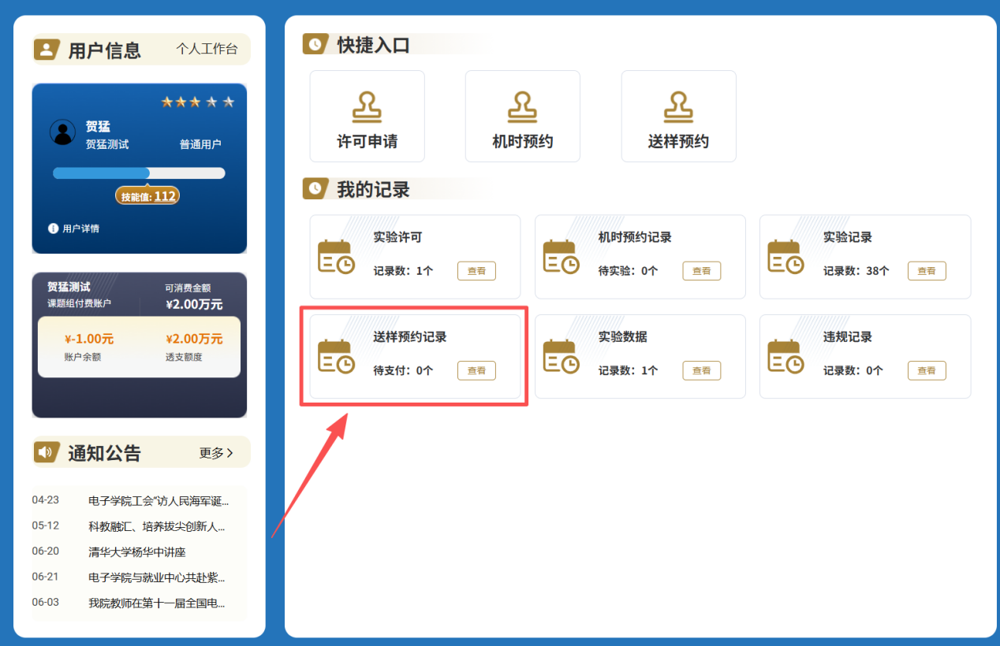 用户信息
个人工作台
贺猛
贺猛测试
普通用户
技能值: 112
用户详情
贺猛测试
可消费金额
课题组付费账户
¥2.00万元
¥-1.00元
¥2.00万元
账户余额
透支额度
通知公告
更多
04-23 电子学院工会“访人民海军诞...
05-12 科教融汇、培养拔尖创新人...
06-20 清华大学杨华中讲座
06-21 电子学院与就业中心共赴紫...
06-03 我院教师在第十一届全国电...
快捷入口
许可申请
机时预约
送样预约
我的记录
实验许可
记录数：1个
查看
机时预约记录
待实验：0个
查看
实验记录
记录数：38个
查看
送样预约记录
待支付：0个
查看
实验数据
记录数：1个
查看
违规记录
记录数：0个
查看